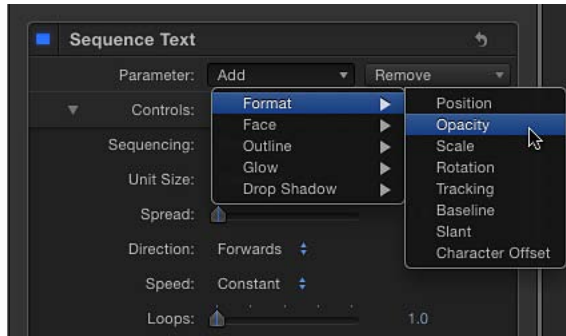 Sequence Text
Parameter: Add Remove
Controls: Format Position
Sequencing: Face Opacity
Outline Scale
Unit Size: Glow Rotation
Drop Shadow Tracking
Spread: Baseline
Slant
Direction: Forwards Character Offset
Speed: Constant
Loops: 1.0